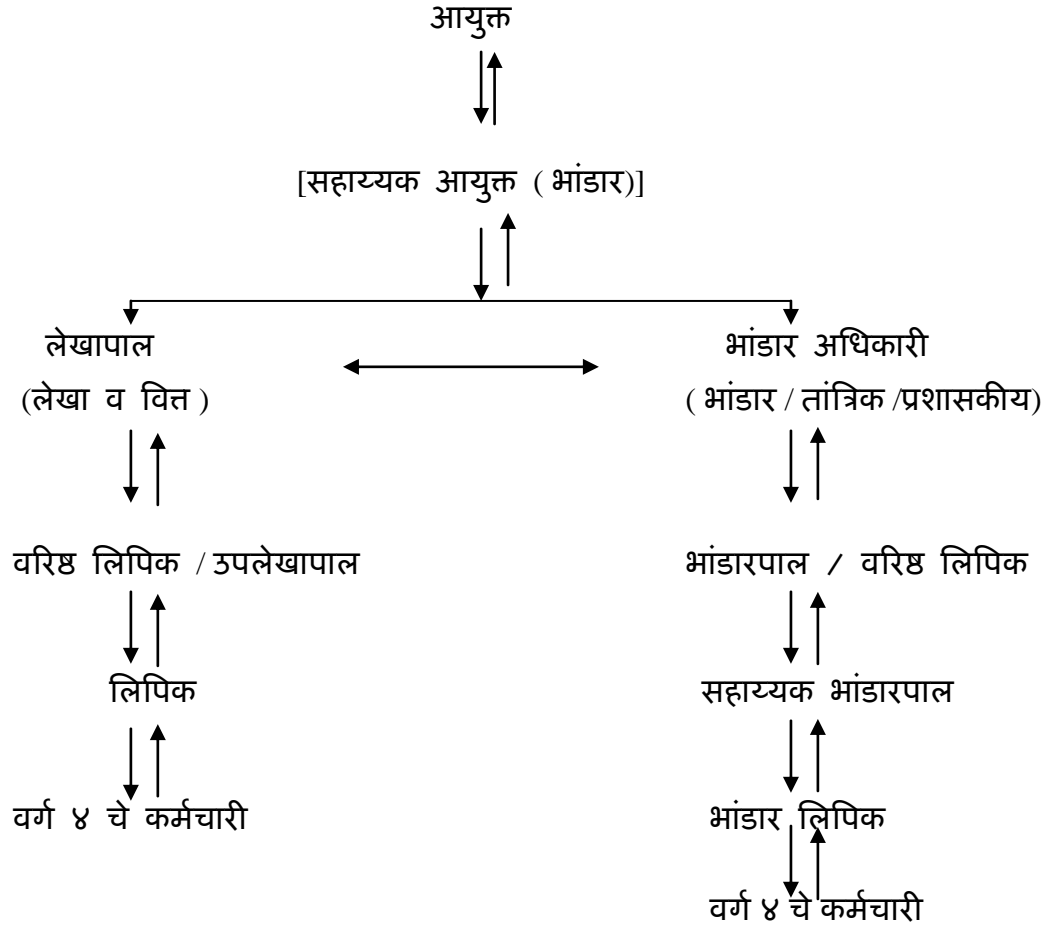 आयुक्त
[सहाय्यक आयुक्त ( भांडार)]
लेखापाल
(लेखा व वित्त )
भांडार अधिकारी
( भांडार / तांत्रिक /प्रशासकीय)
वरिष्ठ लिपिक / उपलेखापाल
भांडारपाल / वरिष्ठ लिपिक
लिपिक
सहाय्यक भांडारपाल
वर्ग ४ चे कर्मचारी
भांडार लिपिक
वर्ग ४ चे कर्मचारी